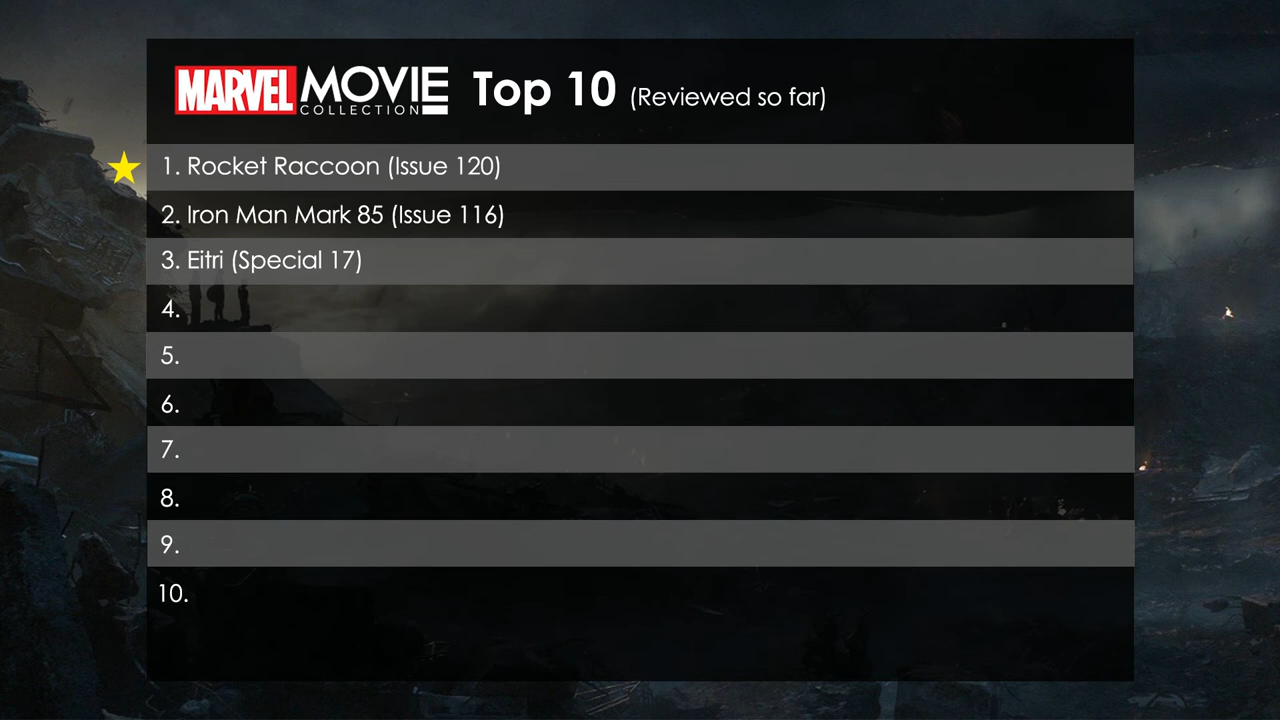 MARVEL MOVIE COLLECTION Top 10 (Reviewed so far)
1. Rocket Raccoon (Issue 120)
2. Iron Man Mark 85 (Issue 116)
3. Eitri (Special 17)
4.
5.
6.
7.
8.
9.
10.